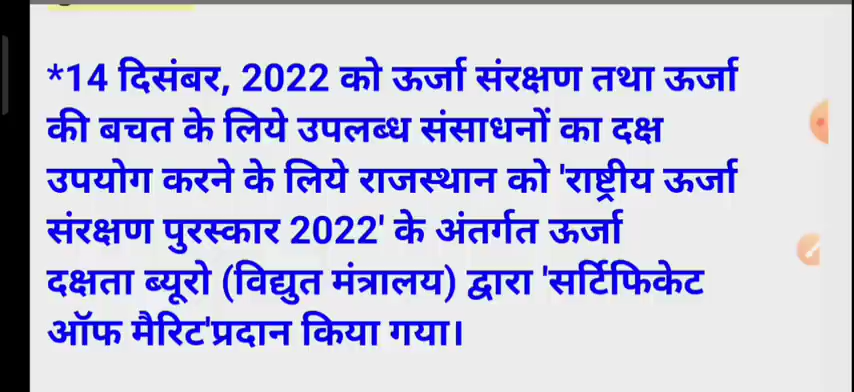 *14 दिसंबर, 2022 को ऊर्जा संरक्षण तथा ऊर्जा
की बचत के लिये उपलब्ध संसाधनों का दक्ष
उपयोग करने के लिये राजस्थान को 'राष्ट्रीय ऊर्जा
संरक्षण पुरस्कार 2022' के अंतर्गत ऊर्जा
दक्षता ब्यूरो (विद्युत मंत्रालय) द्वारा 'सर्टिफिकेट
ऑफ मैरिट'प्रदान किया गया।